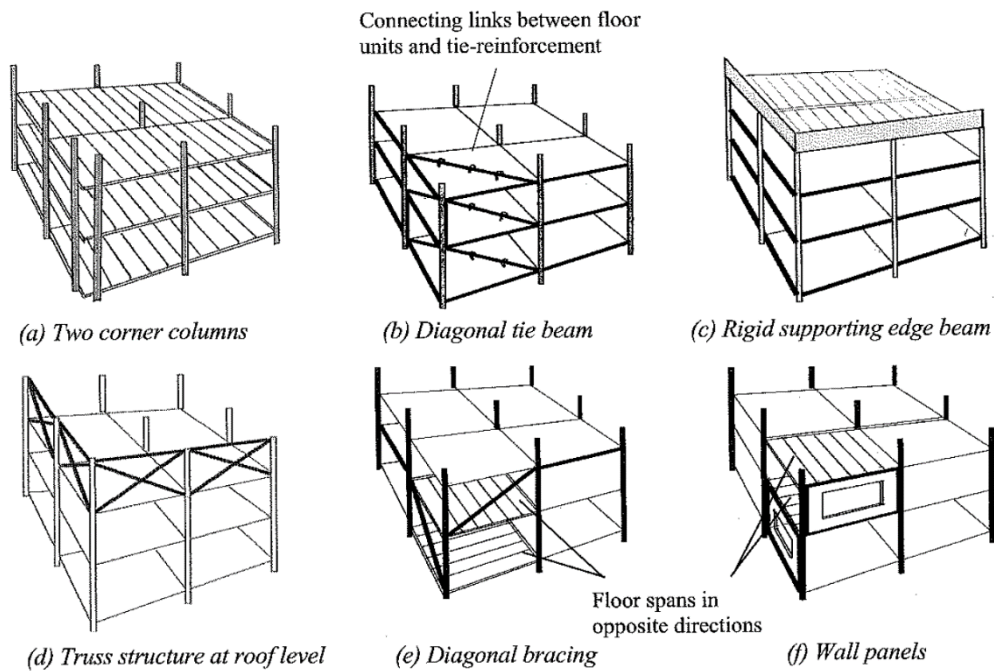 Connecting links between floor
units and tie-reinforcement
(a) Two corner columns
(b) Diagonal tie beam
(c) Rigid supporting edge beam
Floor spans in
opposite directions
(d) Truss structure at roof level
(e) Diagonal bracing
(f) Wall panels